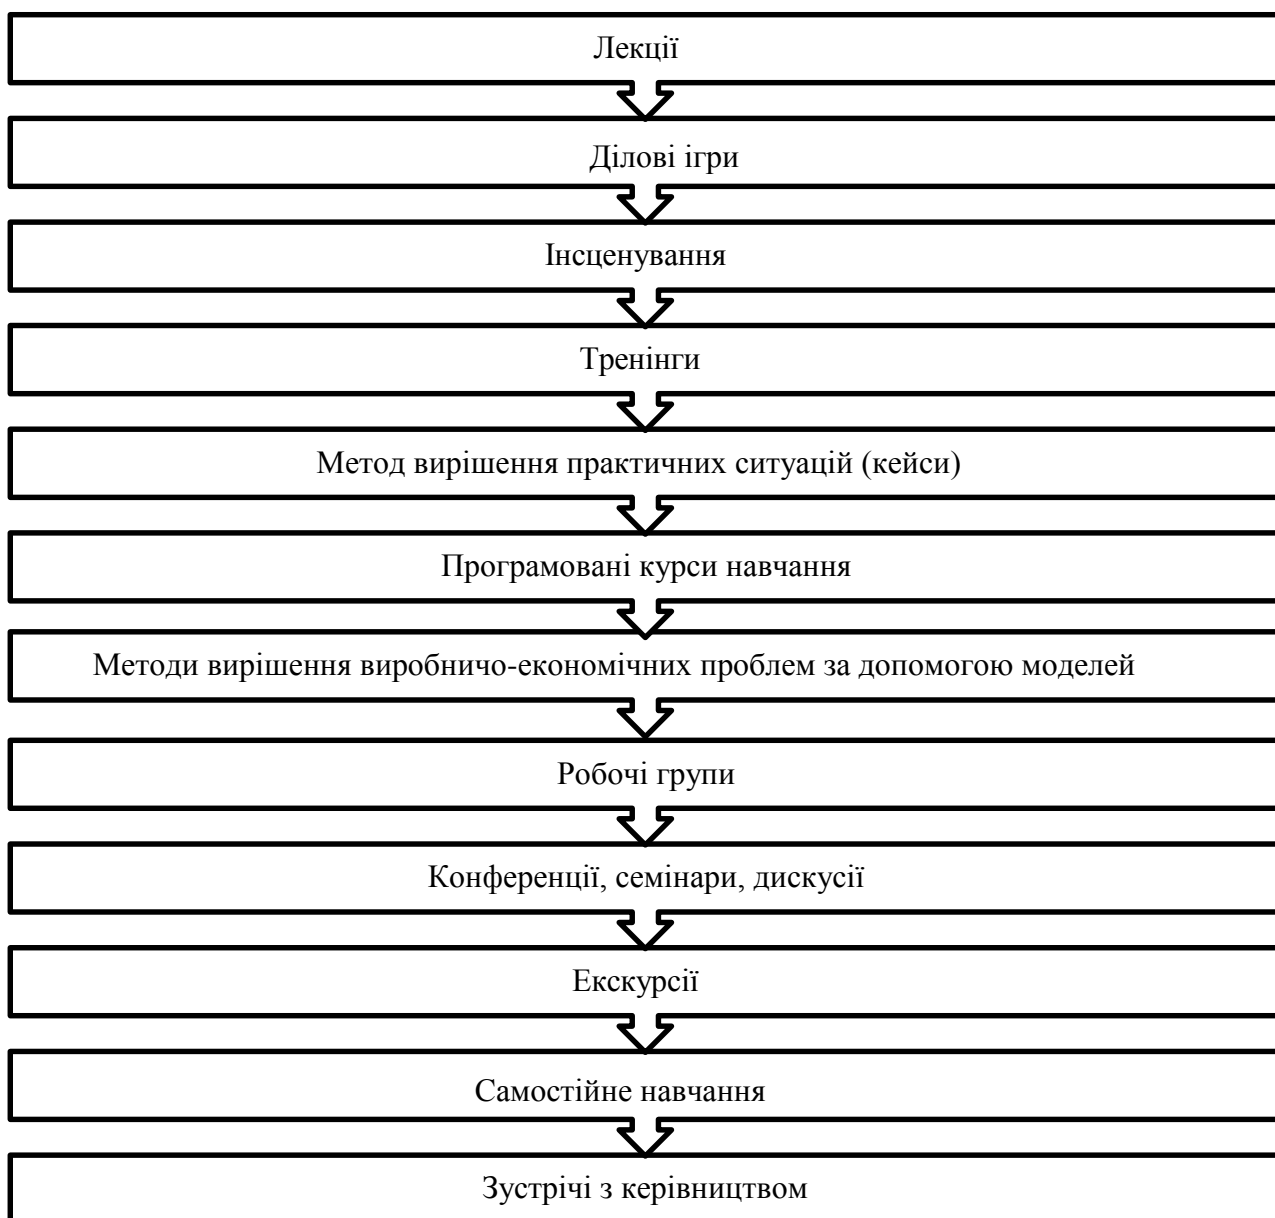 Лекції
Ділові ігри
Інсценування
Тренінги
Метод вирішення практичних ситуацій (кейси)
Програмовані курси навчання
Методи вирішення виробничо-економічних проблем за допомогою моделей
Робочі групи
Конференції, семінари, дискусії
Екскурсії
Самостійне навчання
Зустрічі з керівництвом